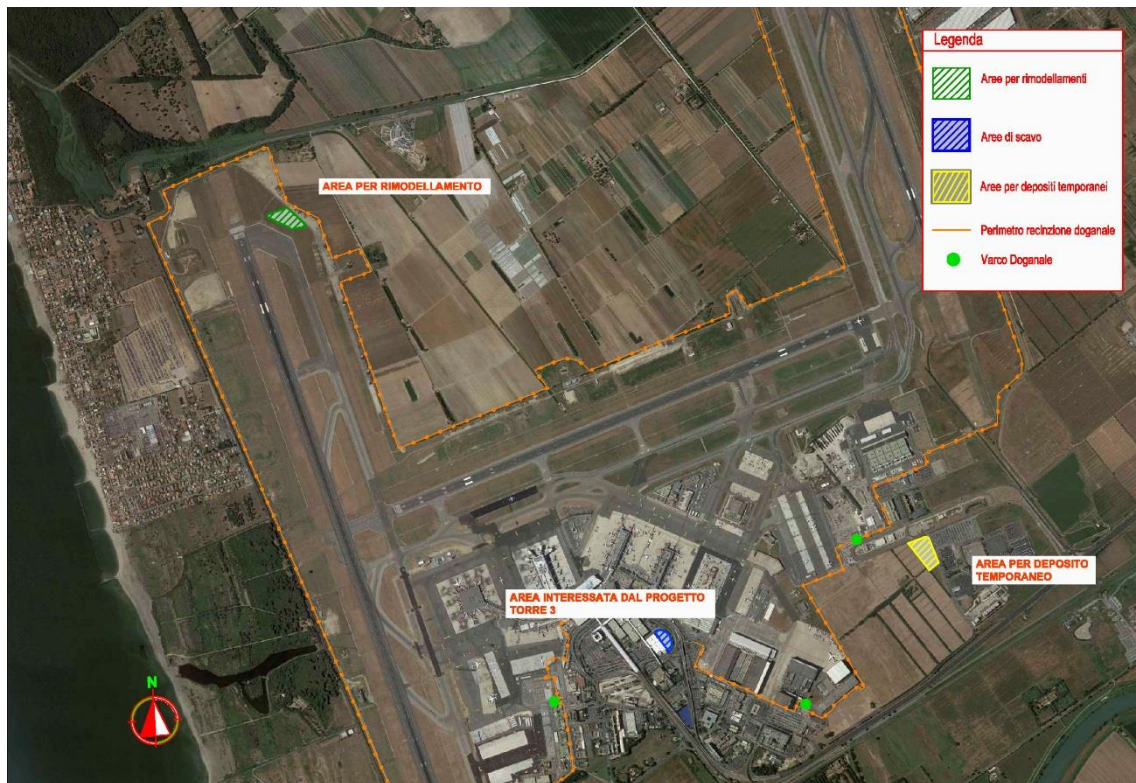 Legenda
Aree per rimodellamenti
Aree di scavo
Aree per depositi temporanei
Perimetro recinzione doganale
Varco Doganale
AREA PER RIMODELLAMENTO
AREA PER DEPOSITO
TEMPORANEO
AREA INTERESSATA DAL PROGETTO
TORRE 3
N